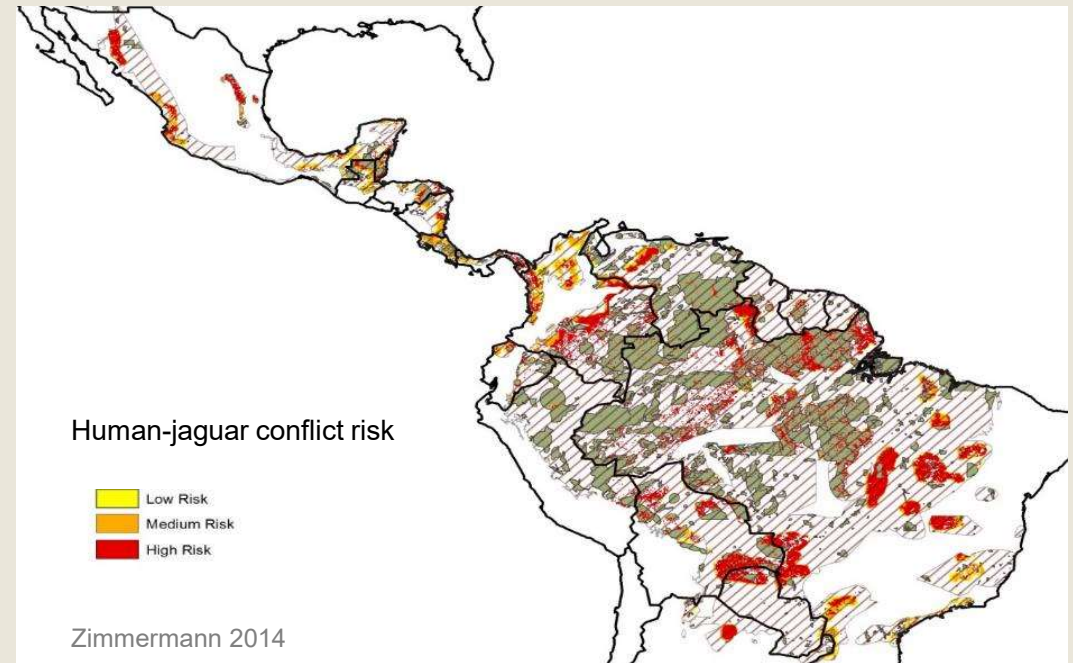 Human-jaguar conflict risk
Low Risk
Medium Risk
High Risk
Zimmermann 2014